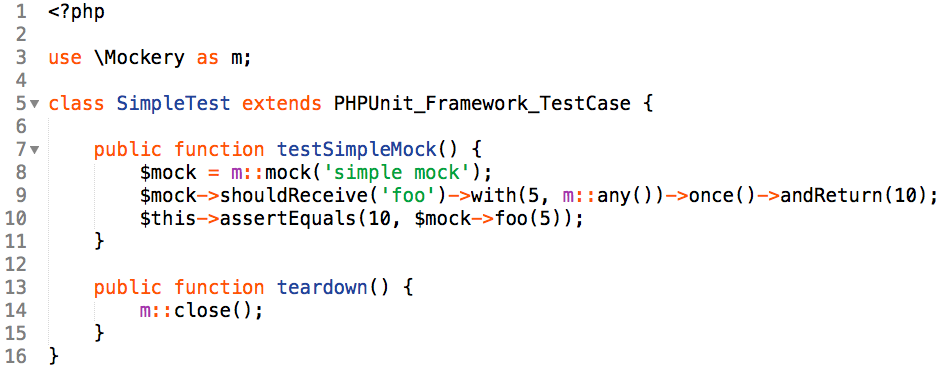 1 <?php
2
3 use \Mockery as m;
4
5 class SimpleTest extends PHPUnit_Framework_TestCase {
6
7     public function testSimpleMock() {
8         $mock = m::mock('simple mock');
9         $mock->shouldReceive('foo')->with(5, m::any())->once()->andReturn(10);
10         $this->assertEquals(10, $mock->foo(5));
11     }
12
13     public function teardown() {
14         m::close();
15     }
16 }